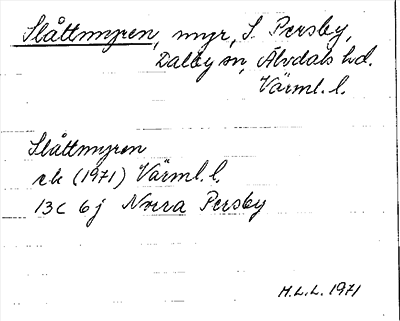 Slåttmyren, myr, S. Persby,
Dalby sn, Älvdals hd.
Värml. l.
Slåttmyren
ek (1971) Värml. l.
13C 6j Norra Persby
M.L.L. 1971